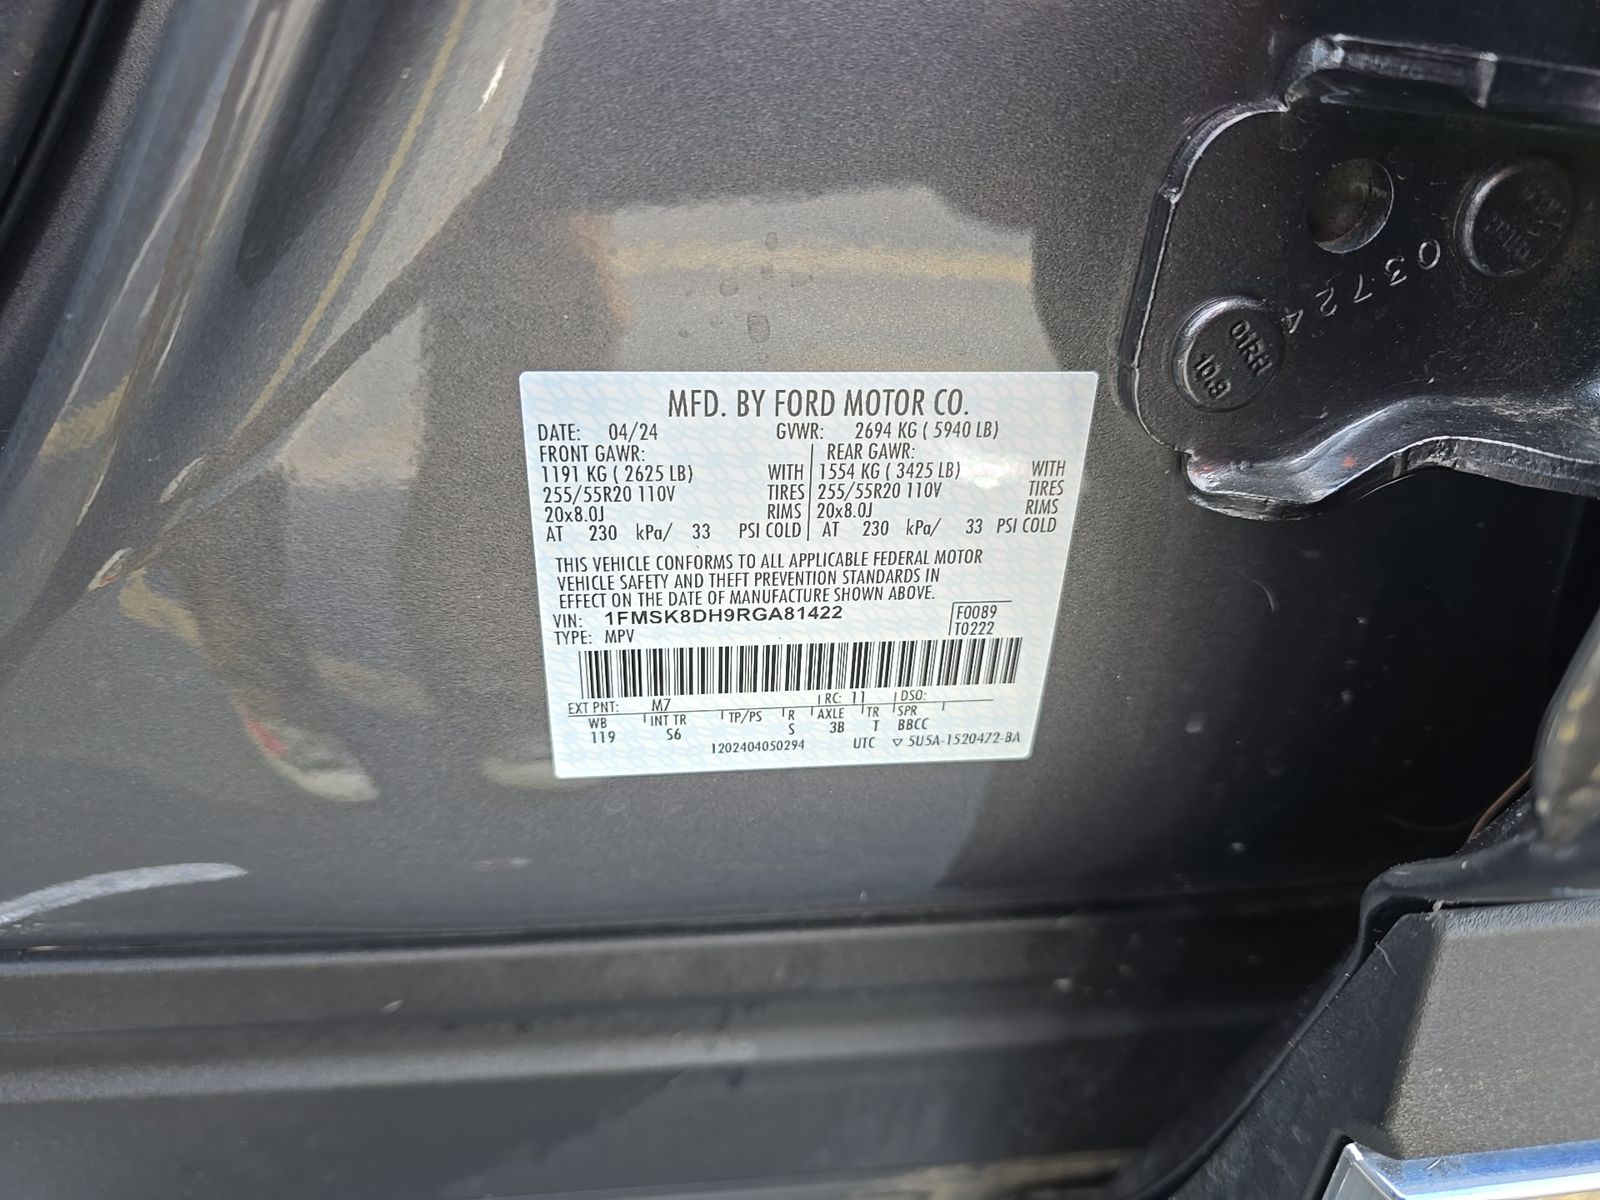 MFD. BY FORD MOTOR CO.
DATE: 04/24 GVWR: 2694 KG ( 5940 LB)
FRONT GAWR: REAR GAWR:
1191 KG ( 2625 LB) WITH 1554 KG ( 3425 LB) WITH
255/55R20 110V TIRES 255/55R20 110V TIRES
20x8.0J RIMS 20x8.0J RIMS
AT 230 kPa/ 33 PSI COLD AT 230 kPa/ 33 PSI COLD
THIS VEHICLE CONFORMS TO ALL APPLICABLE FEDERAL MOTOR
VEHICLE SAFETY AND THEFT PREVENTION STANDARDS IN
EFFECT ON THE DATE OF MANUFACTURE SHOWN ABOVE.
VIN: 1FMSK8DH9RGA81422 F0089
TYPE: MPV T0222
EXT PNT: M7 RC: 11 DSO:
WB INT TR TP/PS R AXLE TR SPR
119 S6 S 3B T BBCC
1202404050294 UTC ▽ 5U5A-1520472-BA
03724
10.9